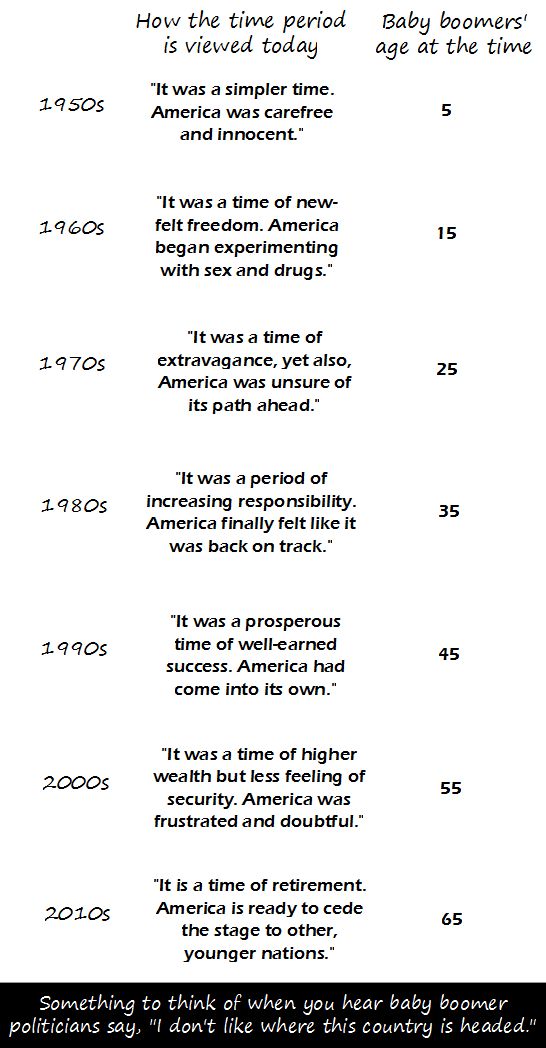 How the time period
is viewed today
Baby boomers'
age at the time
1950s
"It was a simpler time.
America was carefree
and innocent."
5
1960s
"It was a time of new-
felt freedom. America
began experimenting
with sex and drugs."
15
1970s
"It was a time of
extravagance, yet also,
America was unsure of
its path ahead."
25
1980s
"It was a period of
increasing responsibility.
America finally felt like it
was back on track."
35
1990s
"It was a prosperous
time of well-earned
success. America had
come into its own."
45
2000s
"It was a time of higher
wealth but less feeling of
security. America was
frustrated and doubtful."
55
2010s
"It is a time of retirement.
America is ready to cede
the stage to other,
younger nations."
65
Something to think of when you hear baby boomer
politicians say, "I don't like where this country is headed."